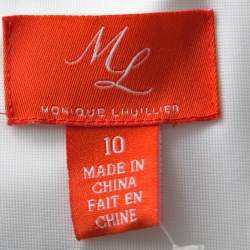 ML
MONIQUE LHUILLIER
10
MADE IN
CHINA
FAIT EN
CHINE